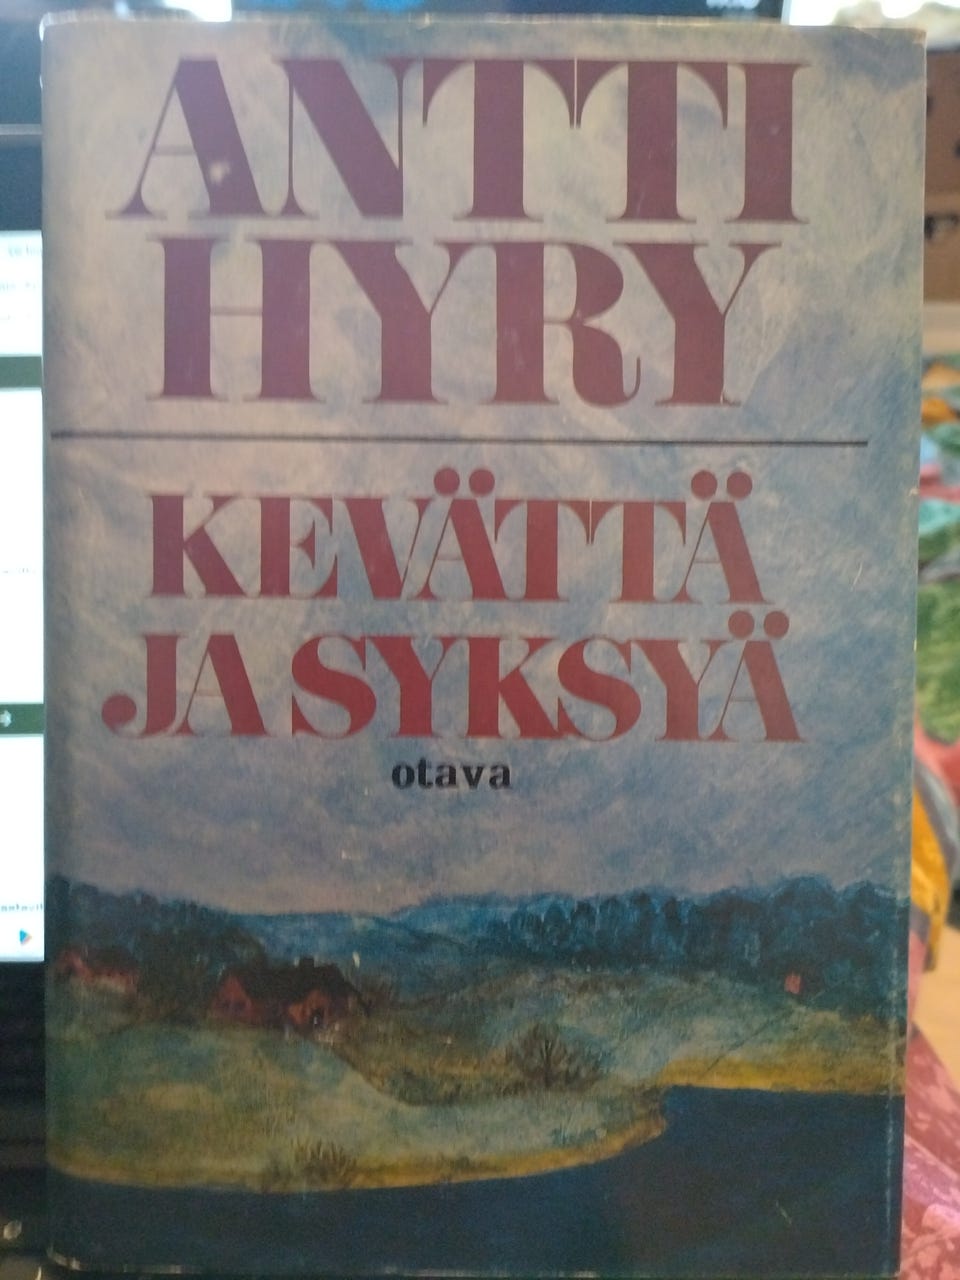 ANTTI
HYRY
KEVÄTTÄ
JA SYKSYÄ
otava